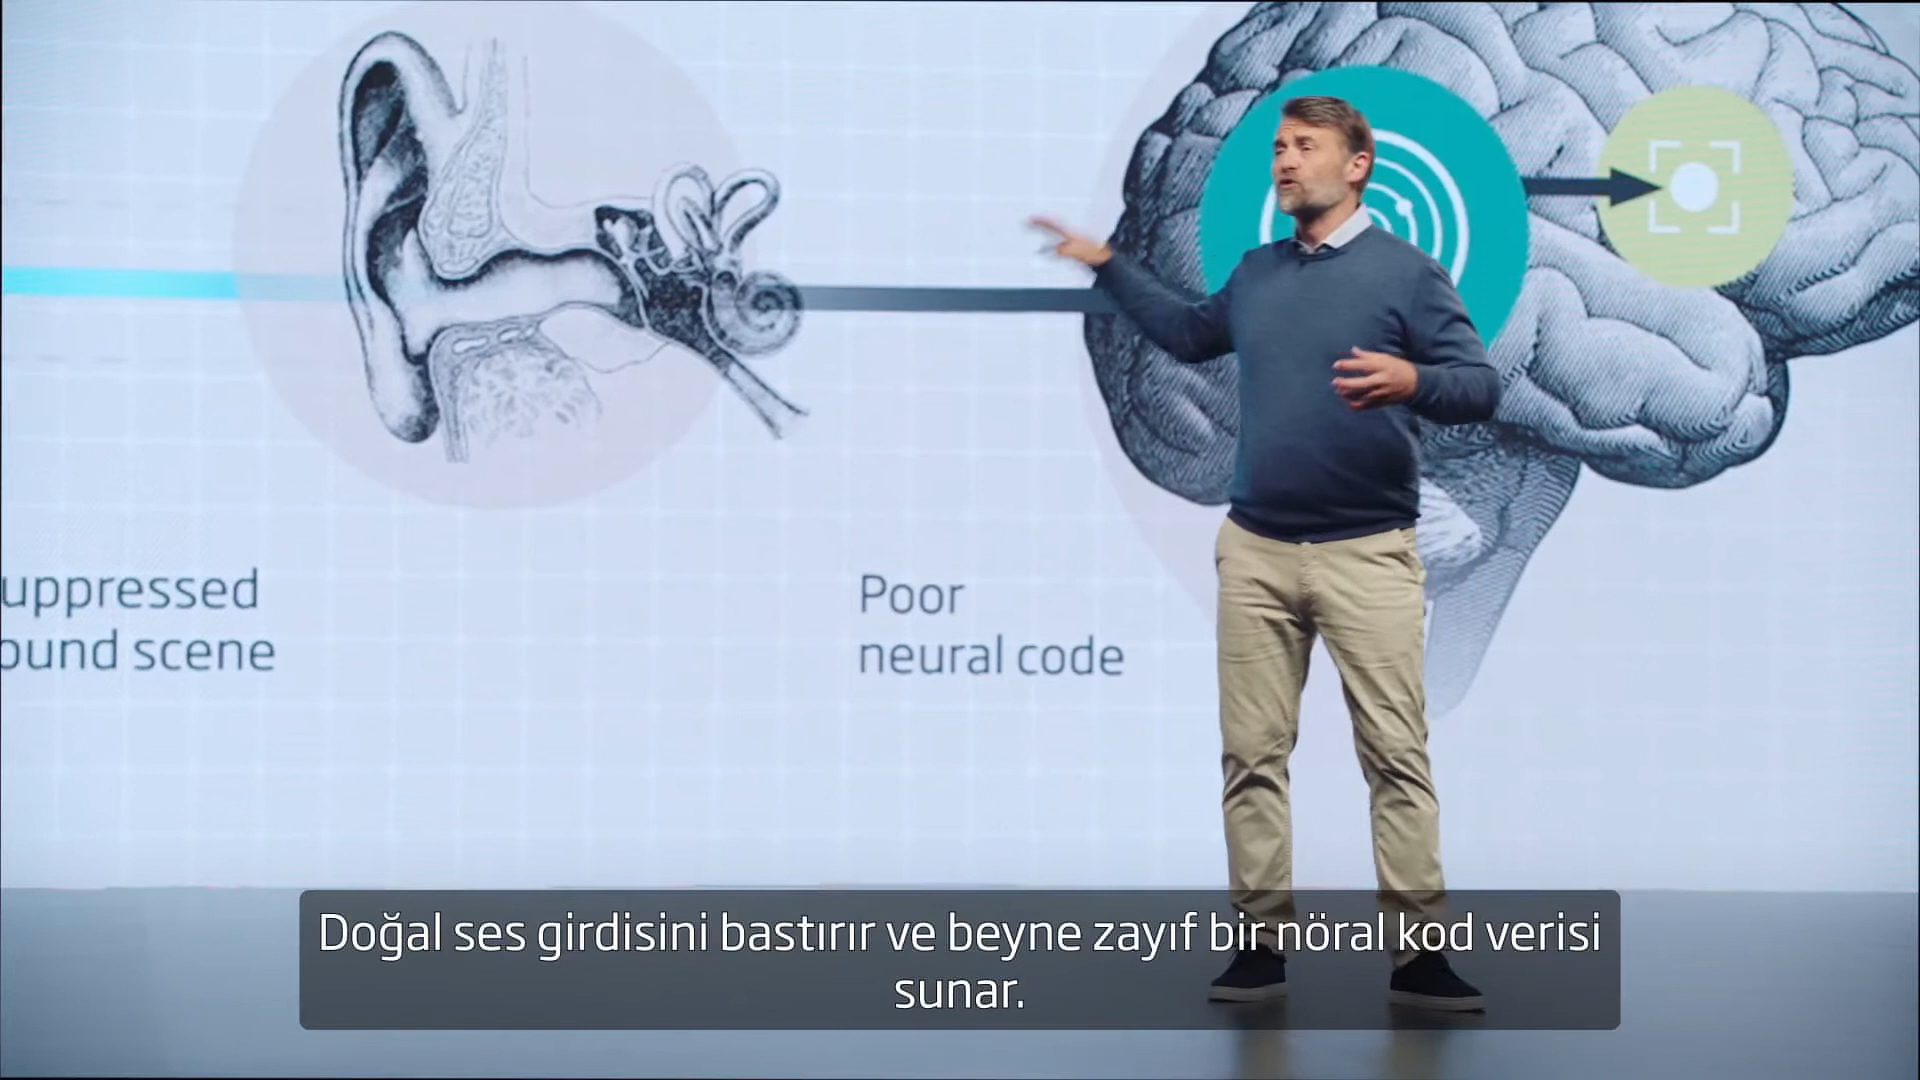 uppressed
ound scene
Poor
neural code
Doğal ses girdisini bastırır ve beyne zayıf bir nöral kod verisi
sunar.